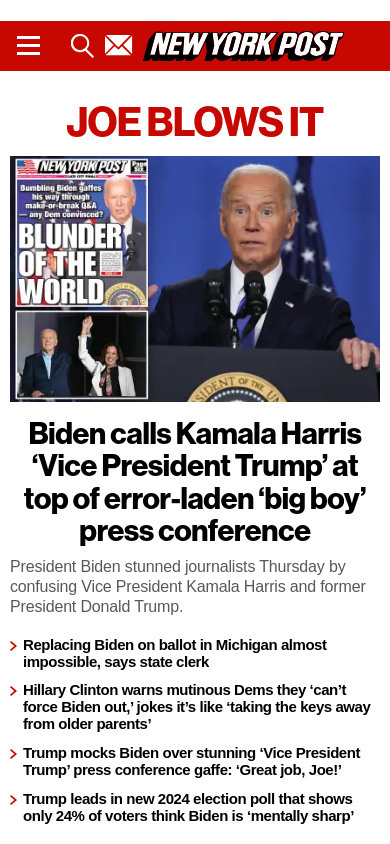 NEW YORK POST
JOE BLOWS IT
NEW YORK POST
Bumbling Biden gaffes
his way through
make-or-break Q&A
— any Dem convinced?
BLUNDER
OF THE
WORLD
Biden calls Kamala Harris
‘Vice President Trump’ at
top of error-laden ‘big boy’
press conference
President Biden stunned journalists Thursday by
confusing Vice President Kamala Harris and former
President Donald Trump.
Replacing Biden on ballot in Michigan almost
impossible, says state clerk
Hillary Clinton warns mutinous Dems they ‘can’t
force Biden out,’ jokes it’s like ‘taking the keys away
from older parents’
Trump mocks Biden over stunning ‘Vice President
Trump’ press conference gaffe: ‘Great job, Joe!’
Trump leads in new 2024 election poll that shows
only 24% of voters think Biden is ‘mentally sharp’